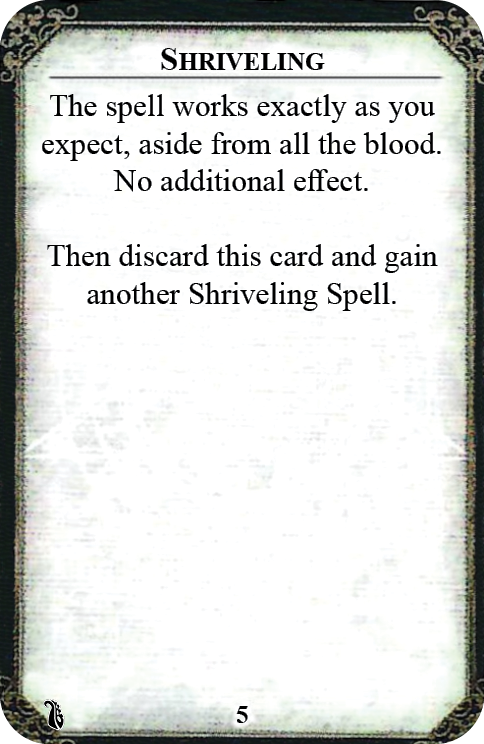 SHRIVELING
The spell works exactly as you
expect, aside from all the blood.
No additional effect.
Then discard this card and gain
another Shriveling Spell.
5